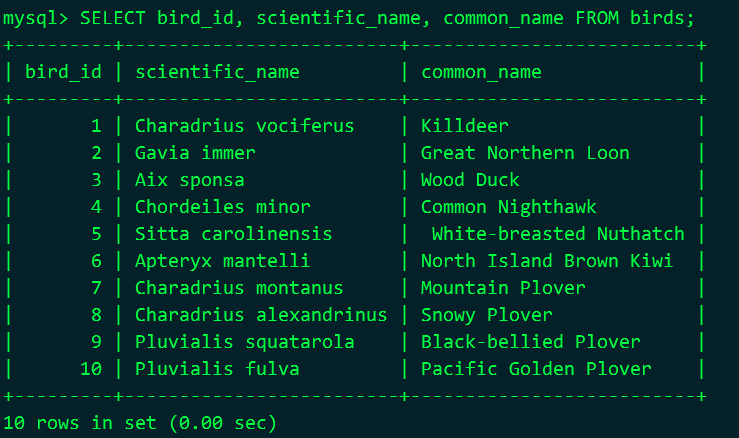 mysql> SELECT bird_id, scientific_name, common_name FROM birds;
+---------+-------------------------+--------------------------+
| bird_id | scientific_name         | common_name              |
+---------+-------------------------+--------------------------+
|       1 | Charadrius vociferus    | Killdeer                 |
|       2 | Gavia immer             | Great Northern Loon      |
|       3 | Aix sponsa              | Wood Duck                |
|       4 | Chordeiles minor        | Common Nighthawk         |
|       5 | Sitta carolinensis      |  White-breasted Nuthatch |
|       6 | Apteryx mantelli        | North Island Brown Kiwi  |
|       7 | Charadrius montanus     | Mountain Plover          |
|       8 | Charadrius alexandrinus | Snowy Plover             |
|       9 | Pluvialis squatarola    | Black-bellied Plover     |
|      10 | Pluvialis fulva         | Pacific Golden Plover    |
+---------+-------------------------+--------------------------+
10 rows in set (0.00 sec)